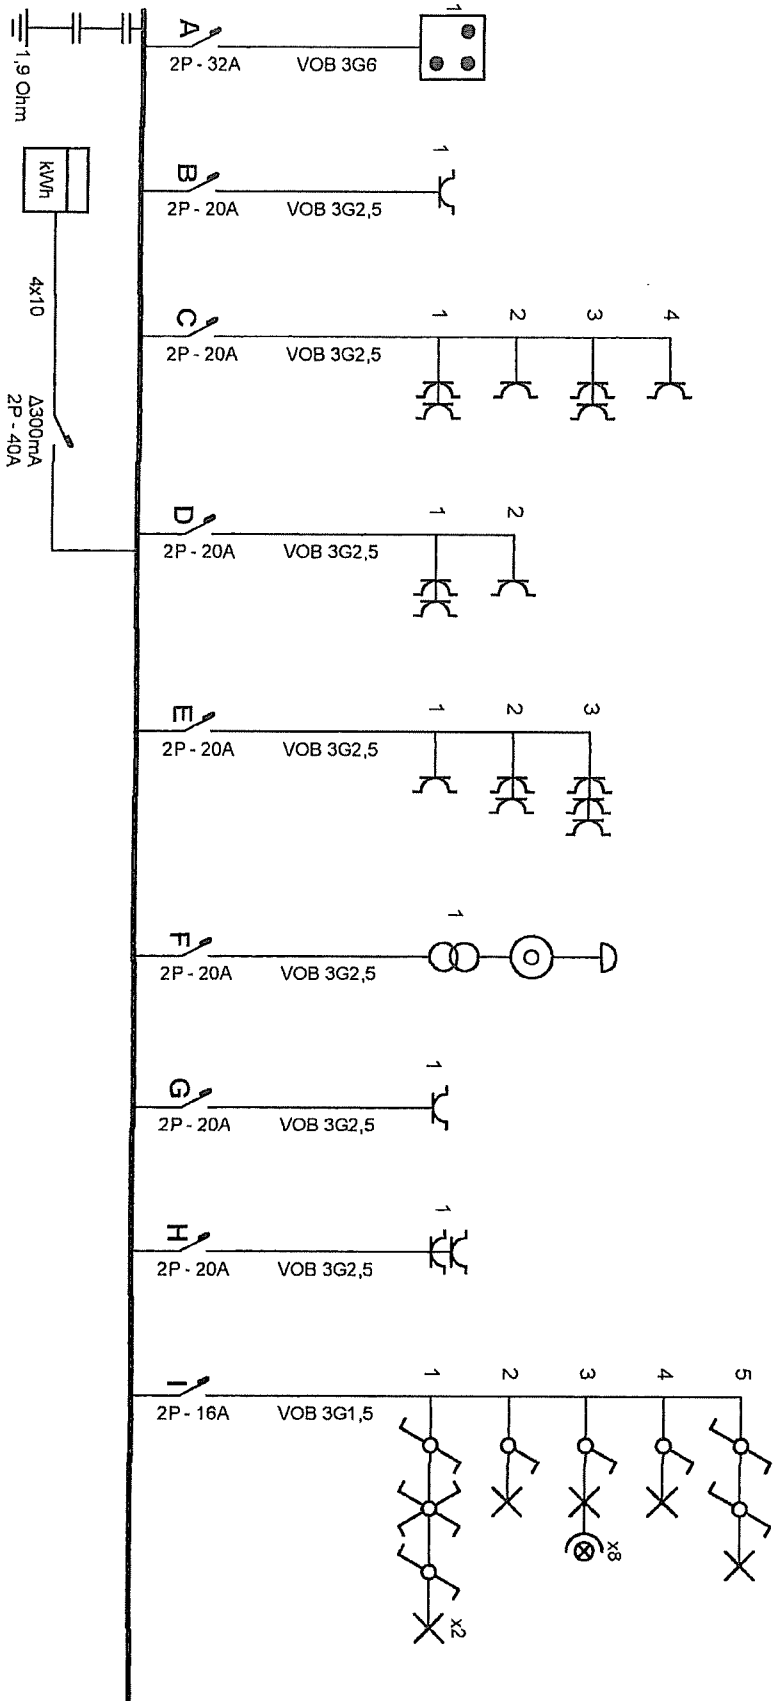 1,9 Ohm
kWh
4x10
Δ300mA
2P - 40A
A
2P - 32A
VOB 3G6
1
B
2P - 20A
VOB 3G2,5
1
C
2P - 20A
VOB 3G2,5
1
2
3
4
D
2P - 20A
VOB 3G2,5
1
2
E
2P - 20A
VOB 3G2,5
1
2
3
F
2P - 20A
VOB 3G2,5
1
G
2P - 20A
VOB 3G2,5
1
H
2P - 20A
VOB 3G2,5
1
I
2P - 16A
VOB 3G1,5
1
2
3
4
5
x8
x2